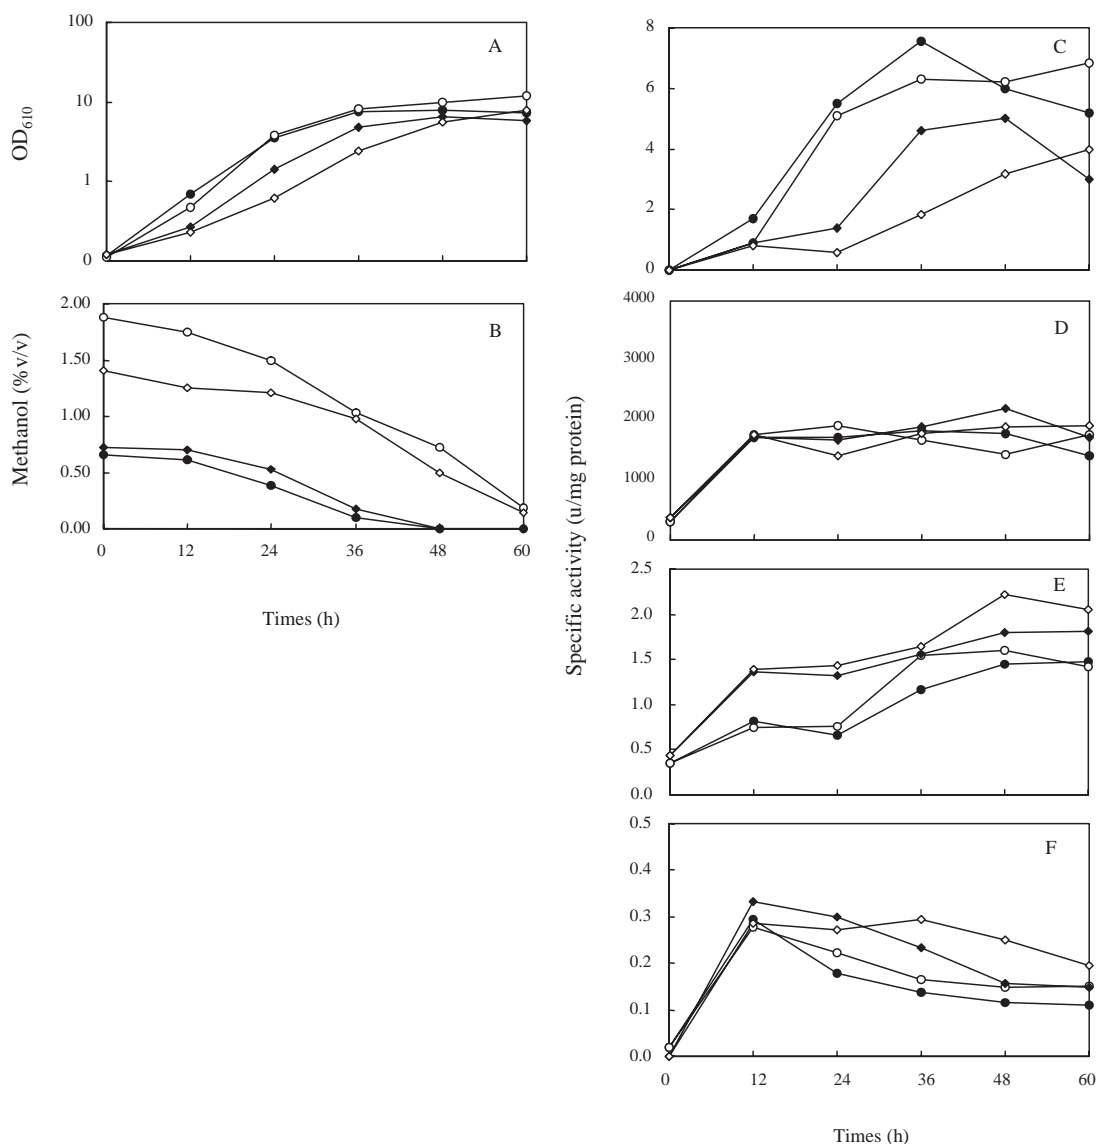 100
10
1
0
OD610
A
2.00
1.50
1.00
0.50
0.00
Methanol (% v/v)
B
0 12 24 36 48 60
Times (h)
8
6
4
2
0
C
4000
3000
2000
1000
0
D
Specific activity (u/mg protein)
2.5
2.0
1.5
1.0
0.5
0.0
E
0.5
0.4
0.3
0.2
0.1
0.0
F
0 12 24 36 48 60
Times (h)